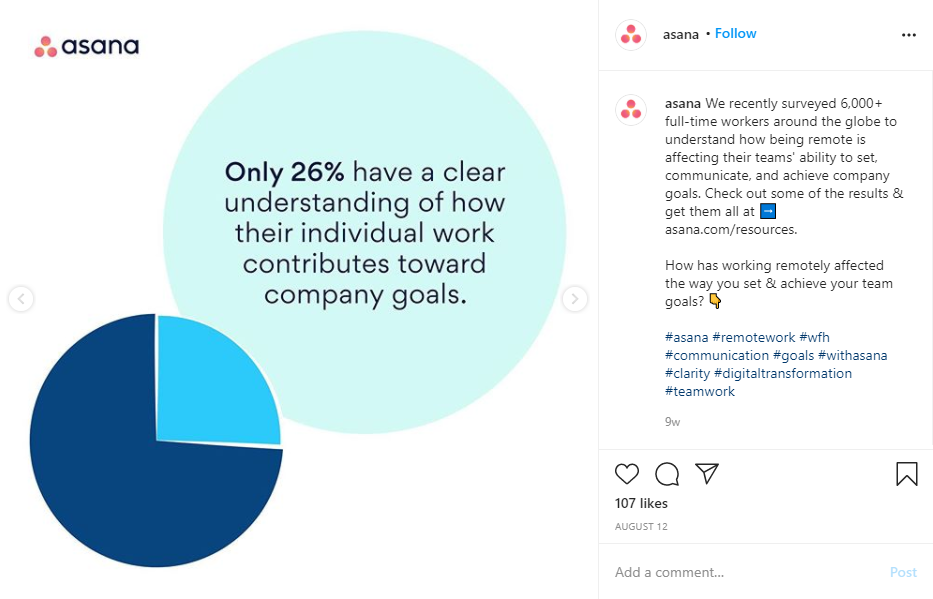 asana
Only 26% have a clear
understanding of how
their individual work
contributes toward
company goals.
asana • Follow
asana We recently surveyed 6,000+
full-time workers around the globe to
understand how being remote is
affecting their teams' ability to set,
communicate, and achieve company
goals. Check out some of the results &
get them all at ➡
asana.com/resources.
How has working remotely affected
the way you set & achieve your team
goals? 👇
#asana #remotework #wfh
#communication #goals #withasana
#clarity #digitaltransformation
#teamwork
9w
107 likes
AUGUST 12
Add a comment...
Post